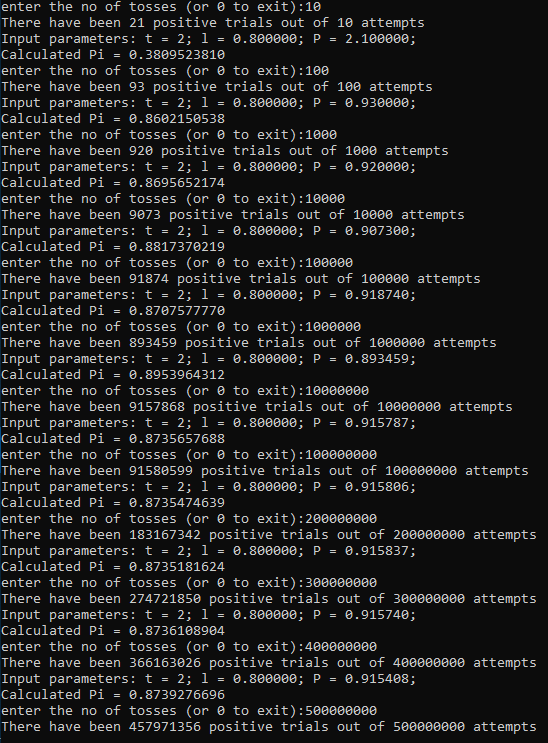 enter the no of tosses (or 0 to exit):10
There have been 21 positive trials out of 10 attempts
Input parameters: t = 2; l = 0.800000; P = 2.100000;
Calculated Pi = 0.3809523810
enter the no of tosses (or 0 to exit):100
There have been 93 positive trials out of 100 attempts
Input parameters: t = 2; l = 0.800000; P = 0.930000;
Calculated Pi = 0.8602150538
enter the no of tosses (or 0 to exit):1000
There have been 920 positive trials out of 1000 attempts
Input parameters: t = 2; l = 0.800000; P = 0.920000;
Calculated Pi = 0.8695652174
enter the no of tosses (or 0 to exit):10000
There have been 9073 positive trials out of 10000 attempts
Input parameters: t = 2; l = 0.800000; P = 0.907300;
Calculated Pi = 0.8817370219
enter the no of tosses (or 0 to exit):100000
There have been 91874 positive trials out of 100000 attempts
Input parameters: t = 2; l = 0.800000; P = 0.918740;
Calculated Pi = 0.8707577770
enter the no of tosses (or 0 to exit):1000000
There have been 893459 positive trials out of 1000000 attempts
Input parameters: t = 2; l = 0.800000; P = 0.893459;
Calculated Pi = 0.8953964312
enter the no of tosses (or 0 to exit):10000000
There have been 9157868 positive trials out of 10000000 attempts
Input parameters: t = 2; l = 0.800000; P = 0.915787;
Calculated Pi = 0.8735657688
enter the no of tosses (or 0 to exit):100000000
There have been 91580599 positive trials out of 100000000 attempts
Input parameters: t = 2; l = 0.800000; P = 0.915806;
Calculated Pi = 0.8735474639
enter the no of tosses (or 0 to exit):200000000
There have been 183167342 positive trials out of 200000000 attempts
Input parameters: t = 2; l = 0.800000; P = 0.915837;
Calculated Pi = 0.8735181624
enter the no of tosses (or 0 to exit):300000000
There have been 274721850 positive trials out of 300000000 attempts
Input parameters: t = 2; l = 0.800000; P = 0.915740;
Calculated Pi = 0.8736108904
enter the no of tosses (or 0 to exit):400000000
There have been 366163026 positive trials out of 400000000 attempts
Input parameters: t = 2; l = 0.800000; P = 0.915408;
Calculated Pi = 0.8739276696
enter the no of tosses (or 0 to exit):500000000
There have been 457971356 positive trials out of 500000000 attempts